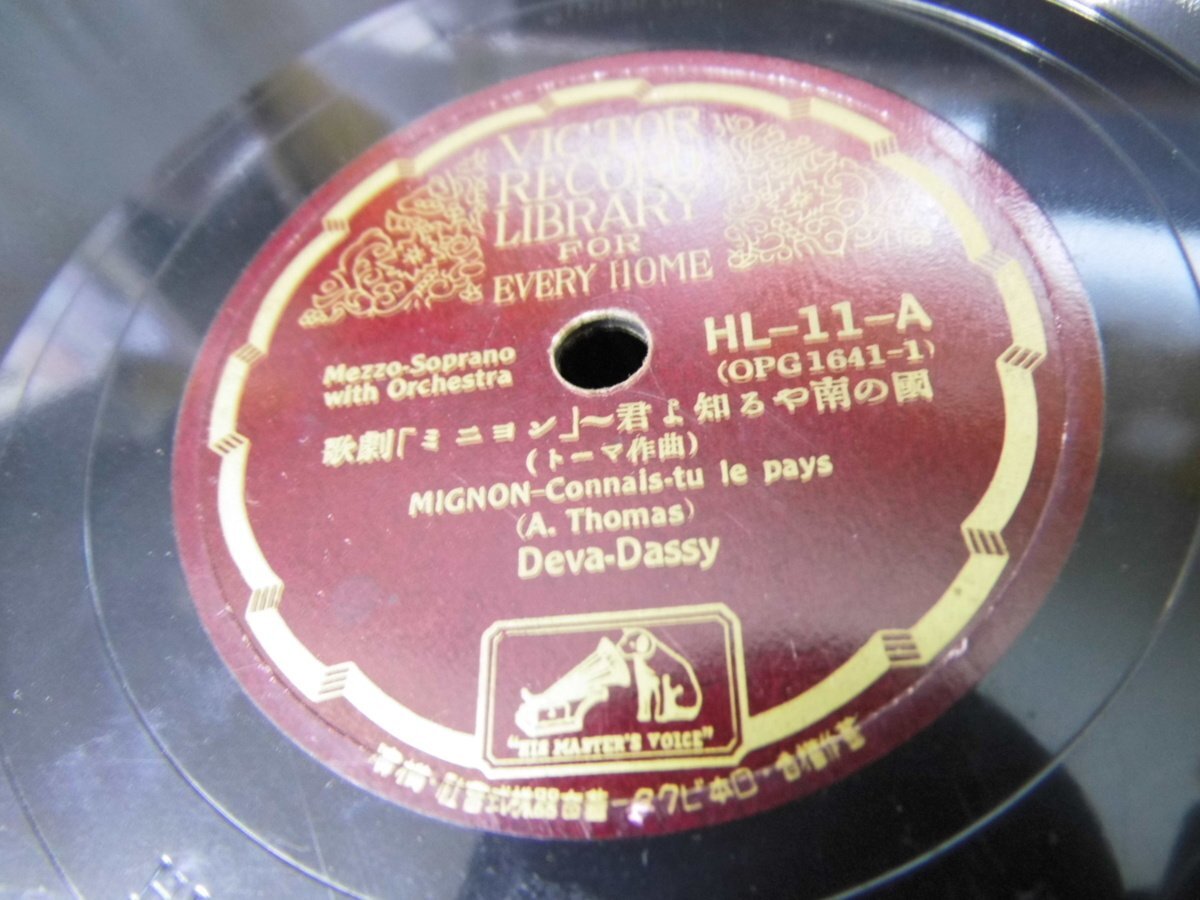 VICTOR
RECORD
LIBRARY
FOR
EVERY HOME
Mezzo-Soprano
with Orchestra
HL-11-A
(OPG1641-1)
歌劇「ミニヨン」~君よ知るや南の國
(トーマ作曲)
MIGNON-Connais-tu le pays
(A. Thomas)
Deva-Dassy
"HIS MASTER'S VOICE"